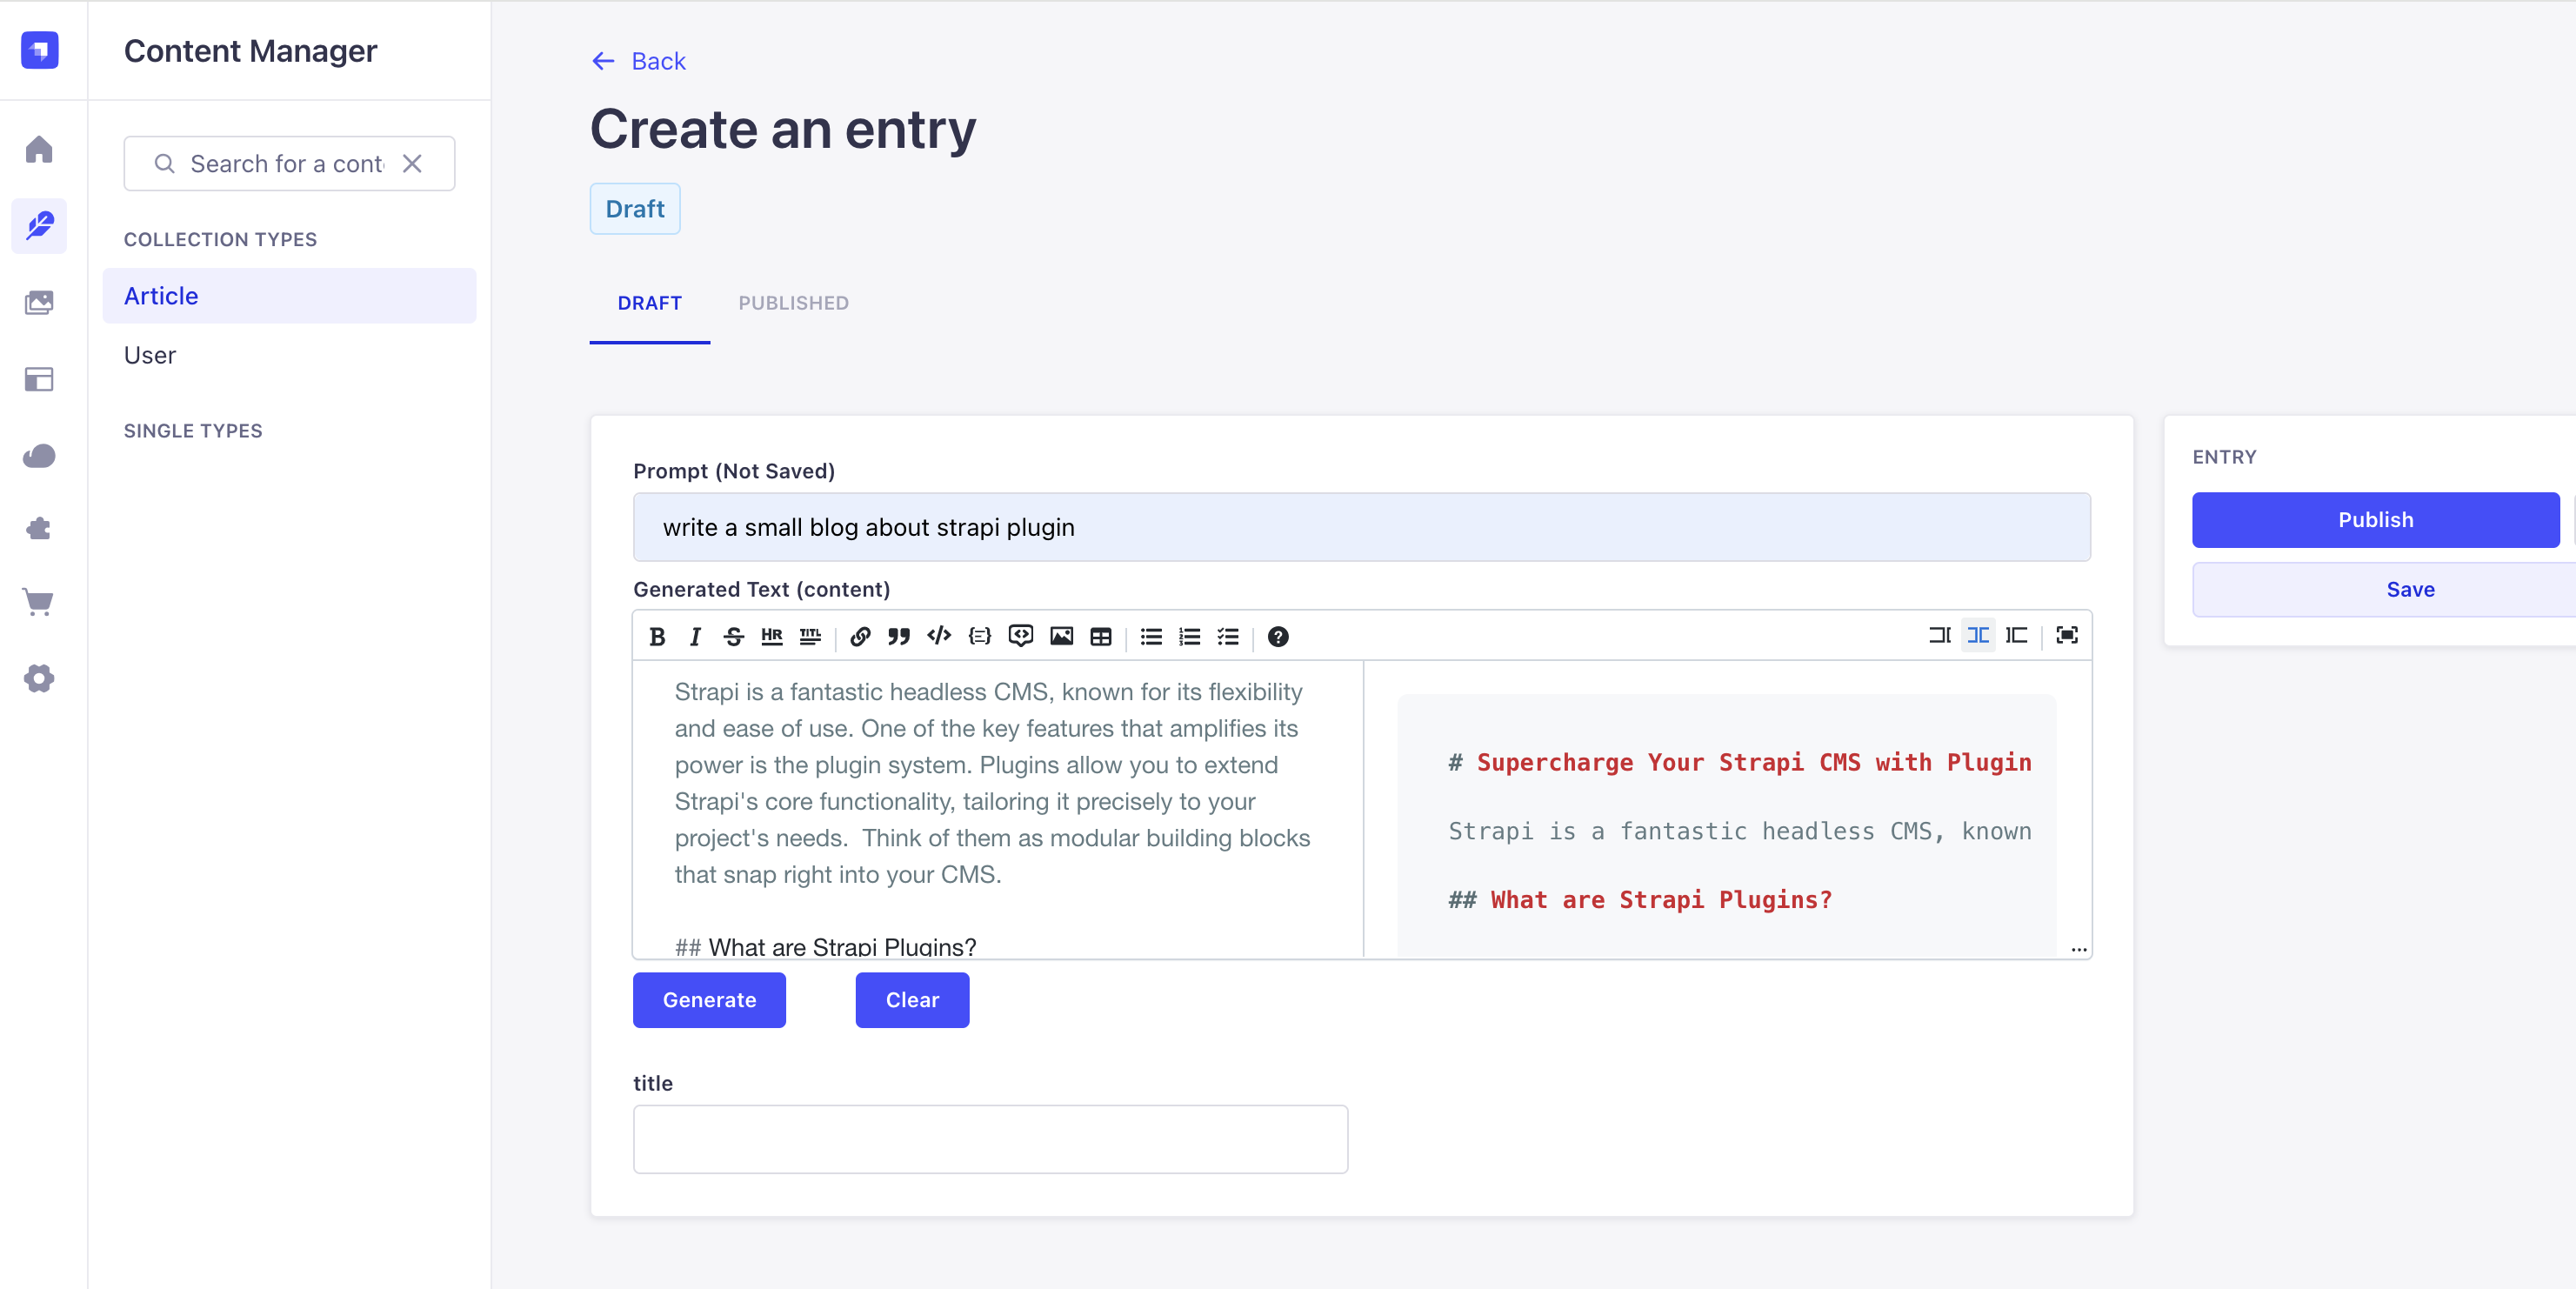 Content Manager
Search for a cont
COLLECTION TYPES
Article
User
SINGLE TYPES
Back
Create an entry
Draft
DRAFT
PUBLISHED
Prompt (Not Saved)
write a small blog about strapi plugin
Generated Text (content)
HR
TITL
Strapi is a fantastic headless CMS, known for its flexibility
and ease of use. One of the key features that amplifies its
power is the plugin system. Plugins allow you to extend
Strapi's core functionality, tailoring it precisely to your
project's needs.  Think of them as modular building blocks
that snap right into your CMS.
## What are Strapi Plugins?
# Supercharge Your Strapi CMS with Plugin
Strapi is a fantastic headless CMS, known
## What are Strapi Plugins?
Generate
Clear
title
ENTRY
Publish
Save